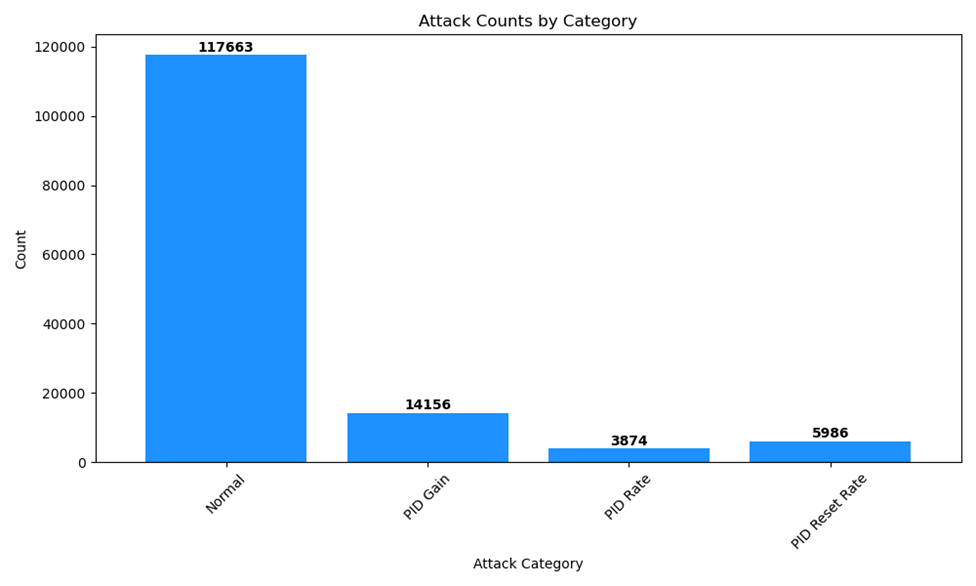 Attack Counts by Category
120000
100000
80000
60000
40000
20000
0
Count
117663
14156
3874
5986
Normal
PID Gain
PID Rate
PID Reset Rate
Attack Category